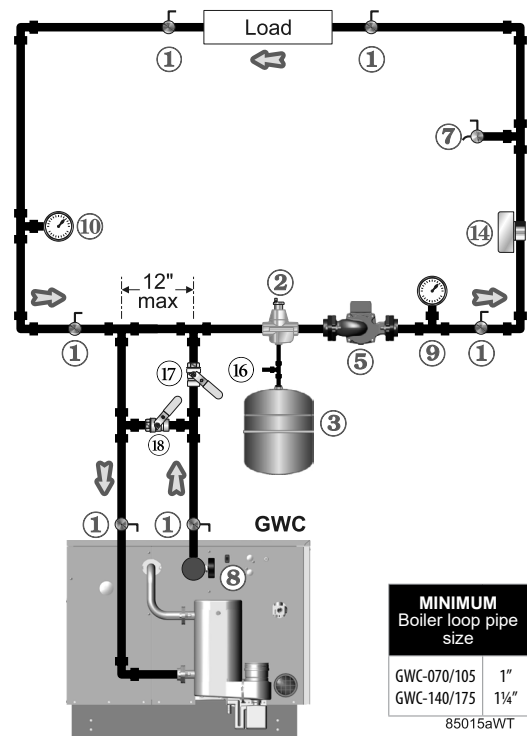 Load
①
①
⑦
⑩
⑭
12"
max
②
①
⑰
⑯
⑤
⑨
①
③
⑱
①
①
GWC
⑧
MINIMUM
Boiler loop pipe
size
GWC-070/105 1"
GWC-140/175 1¼"
85015aWT